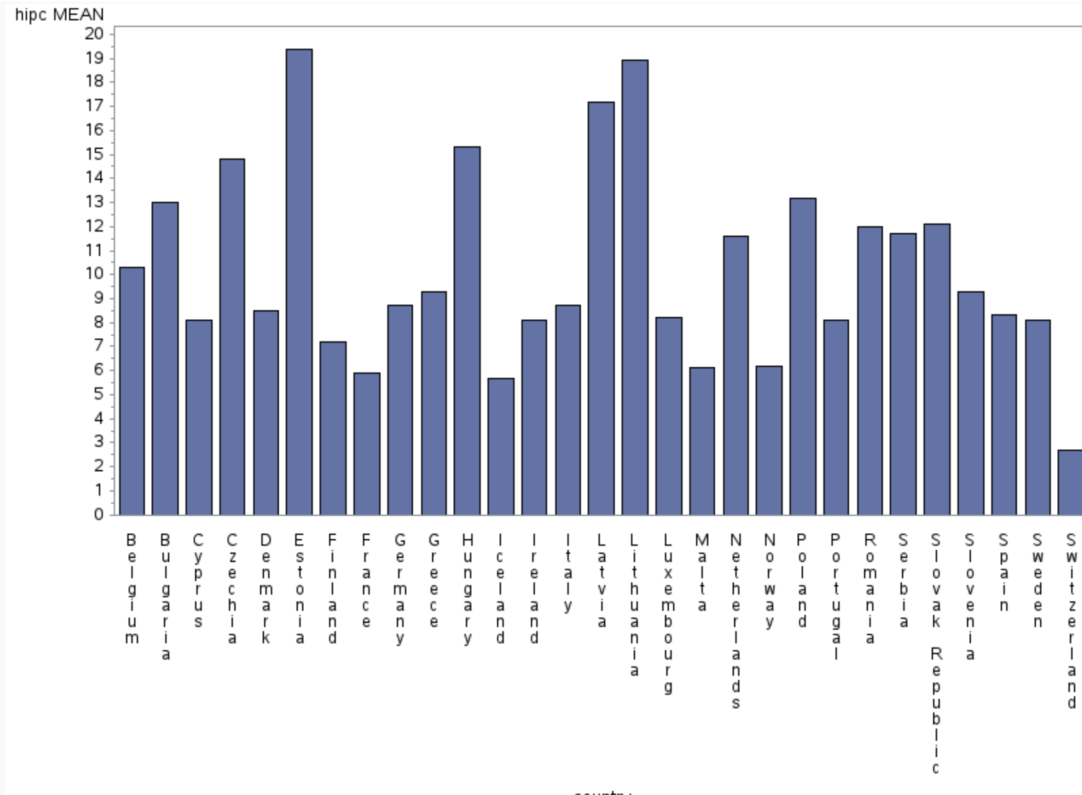 hipc MEAN
20
19
18
17
16
15
14
13
12
11
10
9
8
7
6
5
4
3
2
1
0
Belgium
Bulgaria
Cyprus
Czechia
Denmark
Estonia
Finland
France
Germany
Greece
Hungary
Iceland
Ireland
Italy
Latvia
Lithuania
Luxembourg
Malta
Netherlands
Norway
Poland
Portugal
Romania
Serbia
Slovak Republic
Slovenia
Spain
Sweden
Switzerland
country